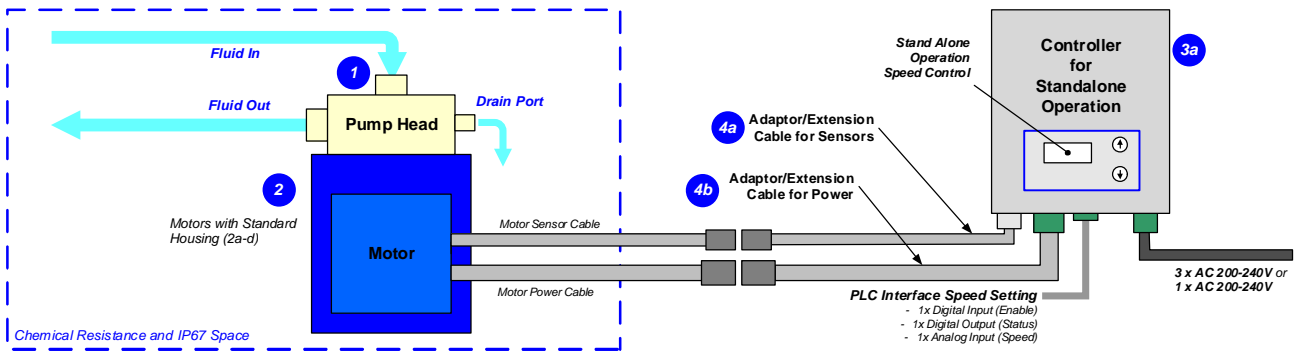 Fluid In
1
Fluid Out
Drain Port
Pump Head
2
Motors with Standard
Housing (2a-d)
Motor
Motor Sensor Cable
Motor Power Cable
Chemical Resistance and IP67 Space
4a
Adaptor/Extension
Cable for Sensors
4b
Adaptor/Extension
Cable for Power
Stand Alone
Operation
Speed Control
Controller
for
Standalone
Operation
3a
PLC Interface Speed Setting
- 1x Digital Input (Enable)
- 1x Digital Output (Status)
- 1x Analog Input (Speed)
3 x AC 200-240V or
1 x AC 200-240V